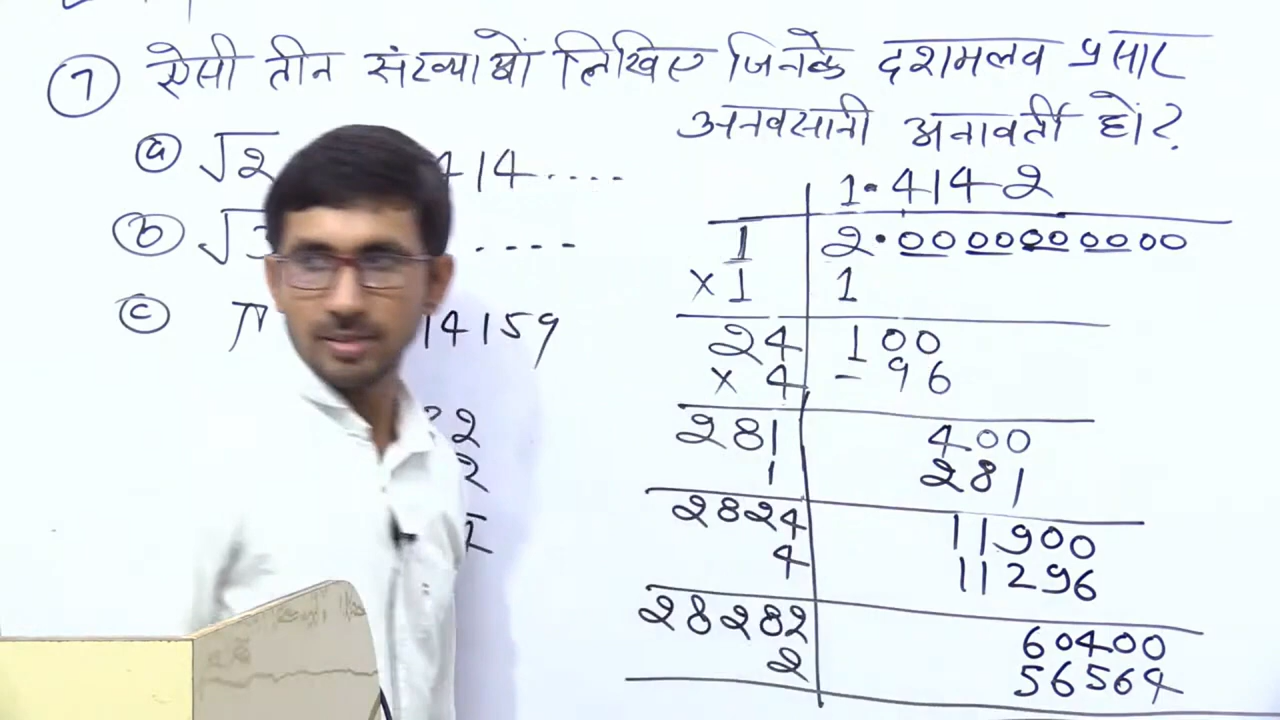 7 ऐसी तीन संख्याओं लिखिए जिनके दशमलव प्रसार
अनवसानी अनावर्ती हों?
a √2 414....
b √3 ....
c π 14159
22
2
1.4142
1 2.0000000000
×1 1
24 100
× 4 - 96
281 400
1 281
2824 11900
4 11296
28282 60400
2 56564